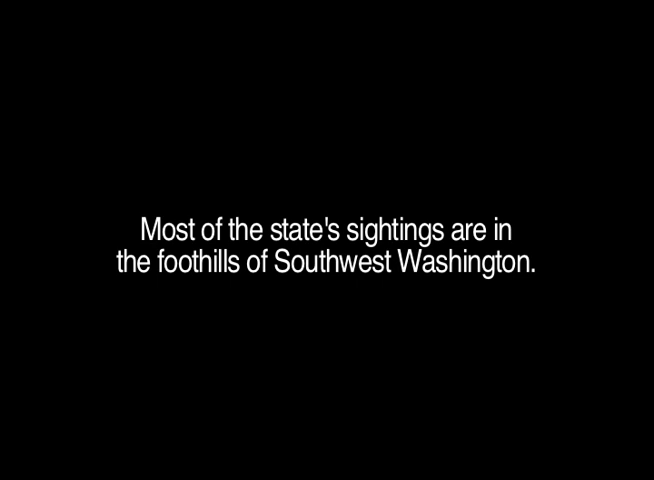 Most of the state's sightings are in
the foothills of Southwest Washington.